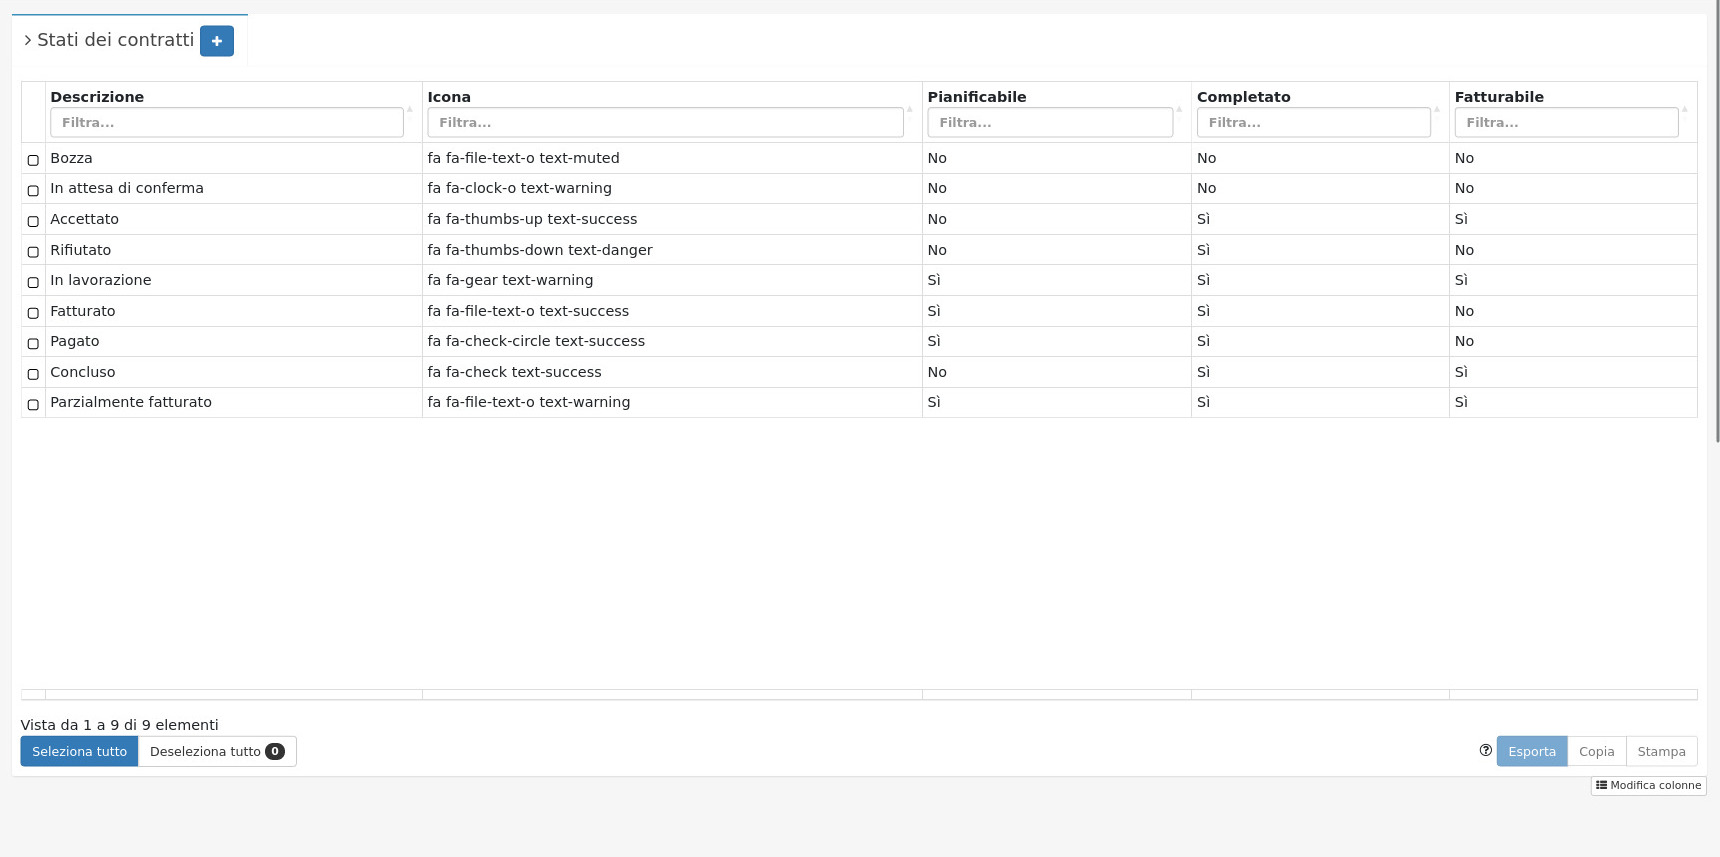 Stati dei contratti
Descrizione Icona Pianificabile Completato Fatturabile
Filtra... Filtra... Filtra... Filtra... Filtra...
Bozza fa fa-file-text-o text-muted No No No
In attesa di conferma fa fa-clock-o text-warning No No No
Accettato fa fa-thumbs-up text-success No Sì Sì
Rifiutato fa fa-thumbs-down text-danger No Sì No
In lavorazione fa fa-gear text-warning Sì Sì Sì
Fatturato fa fa-file-text-o text-success Sì Sì No
Pagato fa fa-check-circle text-success Sì Sì No
Concluso fa fa-check text-success No Sì Sì
Parzialmente fatturato fa fa-file-text-o text-warning Sì Sì Sì
Vista da 1 a 9 di 9 elementi
Seleziona tutto Deseleziona tutto 0 Esporta Copia Stampa
Modifica colonne